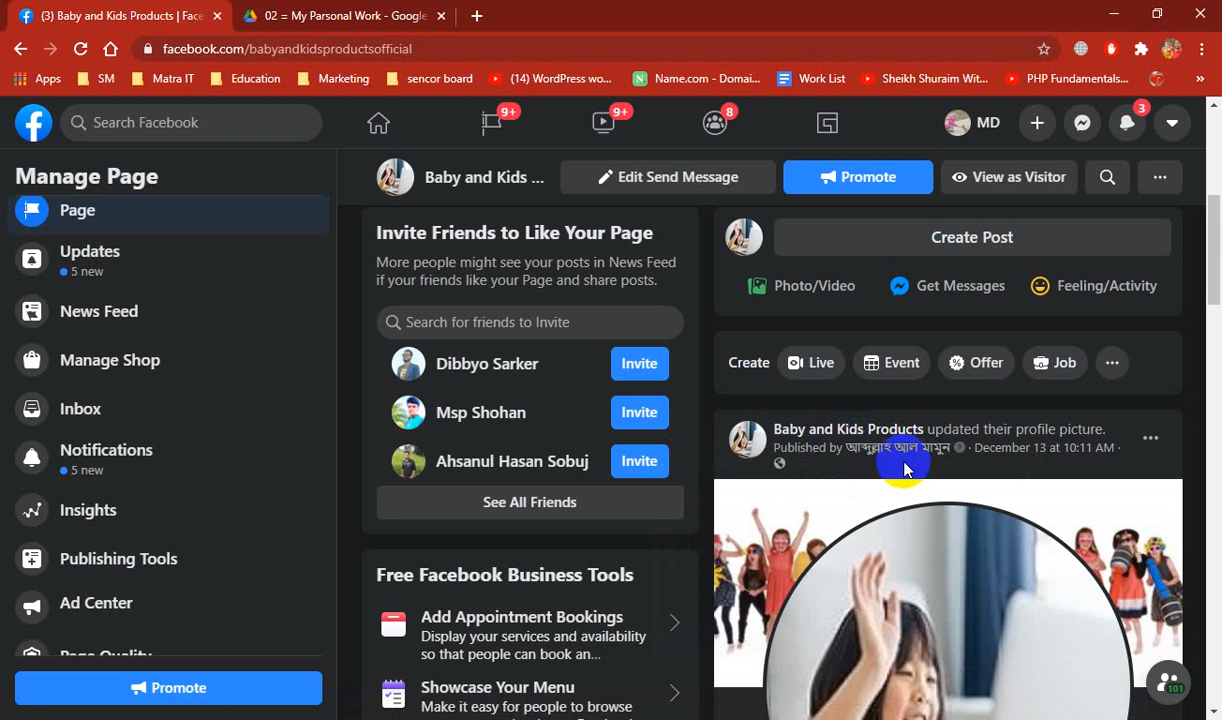 (3) Baby and Kids Products | Face
02 = My Parsonal Work - Google
facebook.com/babyandkidsproductsofficial
Apps
SM
Matra IT
Education
Marketing
sencor board
(14) WordPress wo...
Name.com - Domai...
Work List
Sheikh Shuraim Wit...
PHP Fundamentals...
»
Search Facebook
9+
9+
8
MD
3
Manage Page
Page
Updates
5 new
News Feed
Manage Shop
Inbox
Notifications
5 new
Insights
Publishing Tools
Ad Center
Page Quality
Promote
Baby and Kids ...
Edit Send Message
Promote
View as Visitor
...
Invite Friends to Like Your Page
More people might see your posts in News Feed
if your friends like your Page and share posts.
Search for friends to Invite
Dibbyo Sarker
Invite
Msp Shohan
Invite
Ahsanul Hasan Sobuj
Invite
See All Friends
Free Facebook Business Tools
Add Appointment Bookings
Display your services and availability
so that people can book an...
Showcase Your Menu
Make it easy for people to browse
Create Post
Photo/Video
Get Messages
Feeling/Activity
Create
Live
Event
Offer
Job
...
Baby and Kids Products updated their profile picture.
Published by আব্দুল্লাহ আল মামুন · December 13 at 10:11 AM ·
101